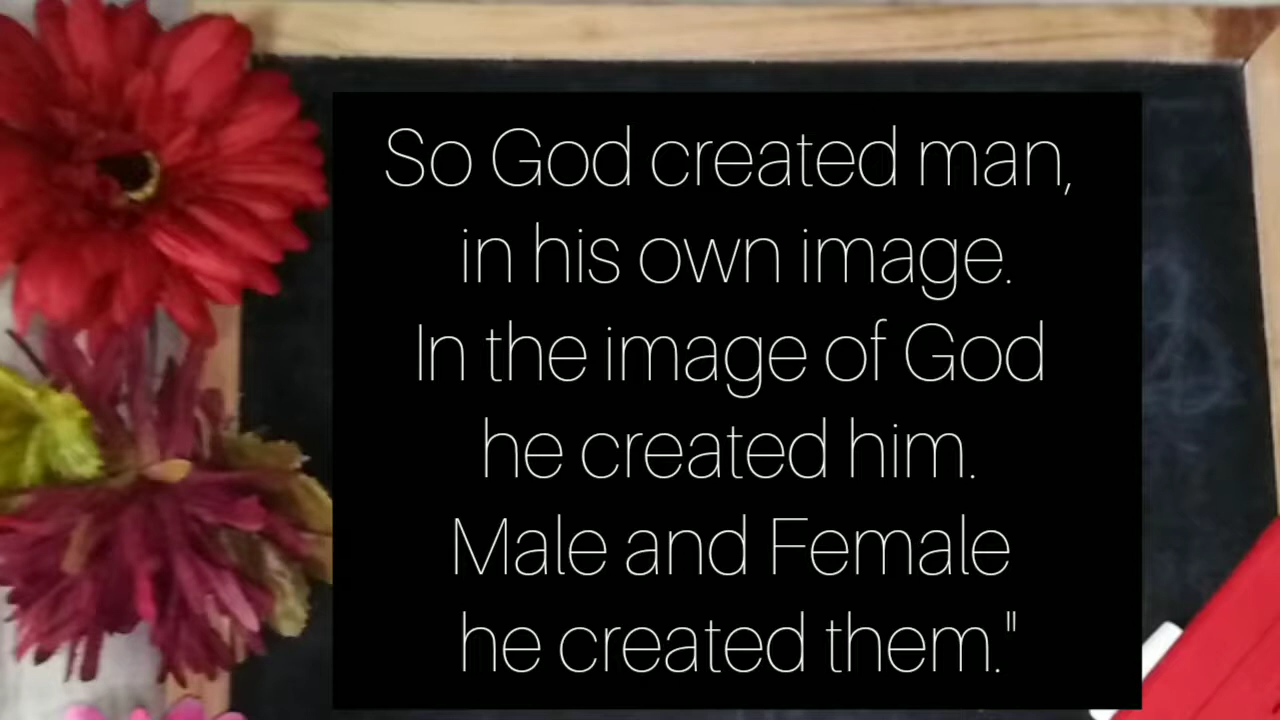 So God created man,
in his own image.
In the image of God
he created him.
Male and Female
he created them."